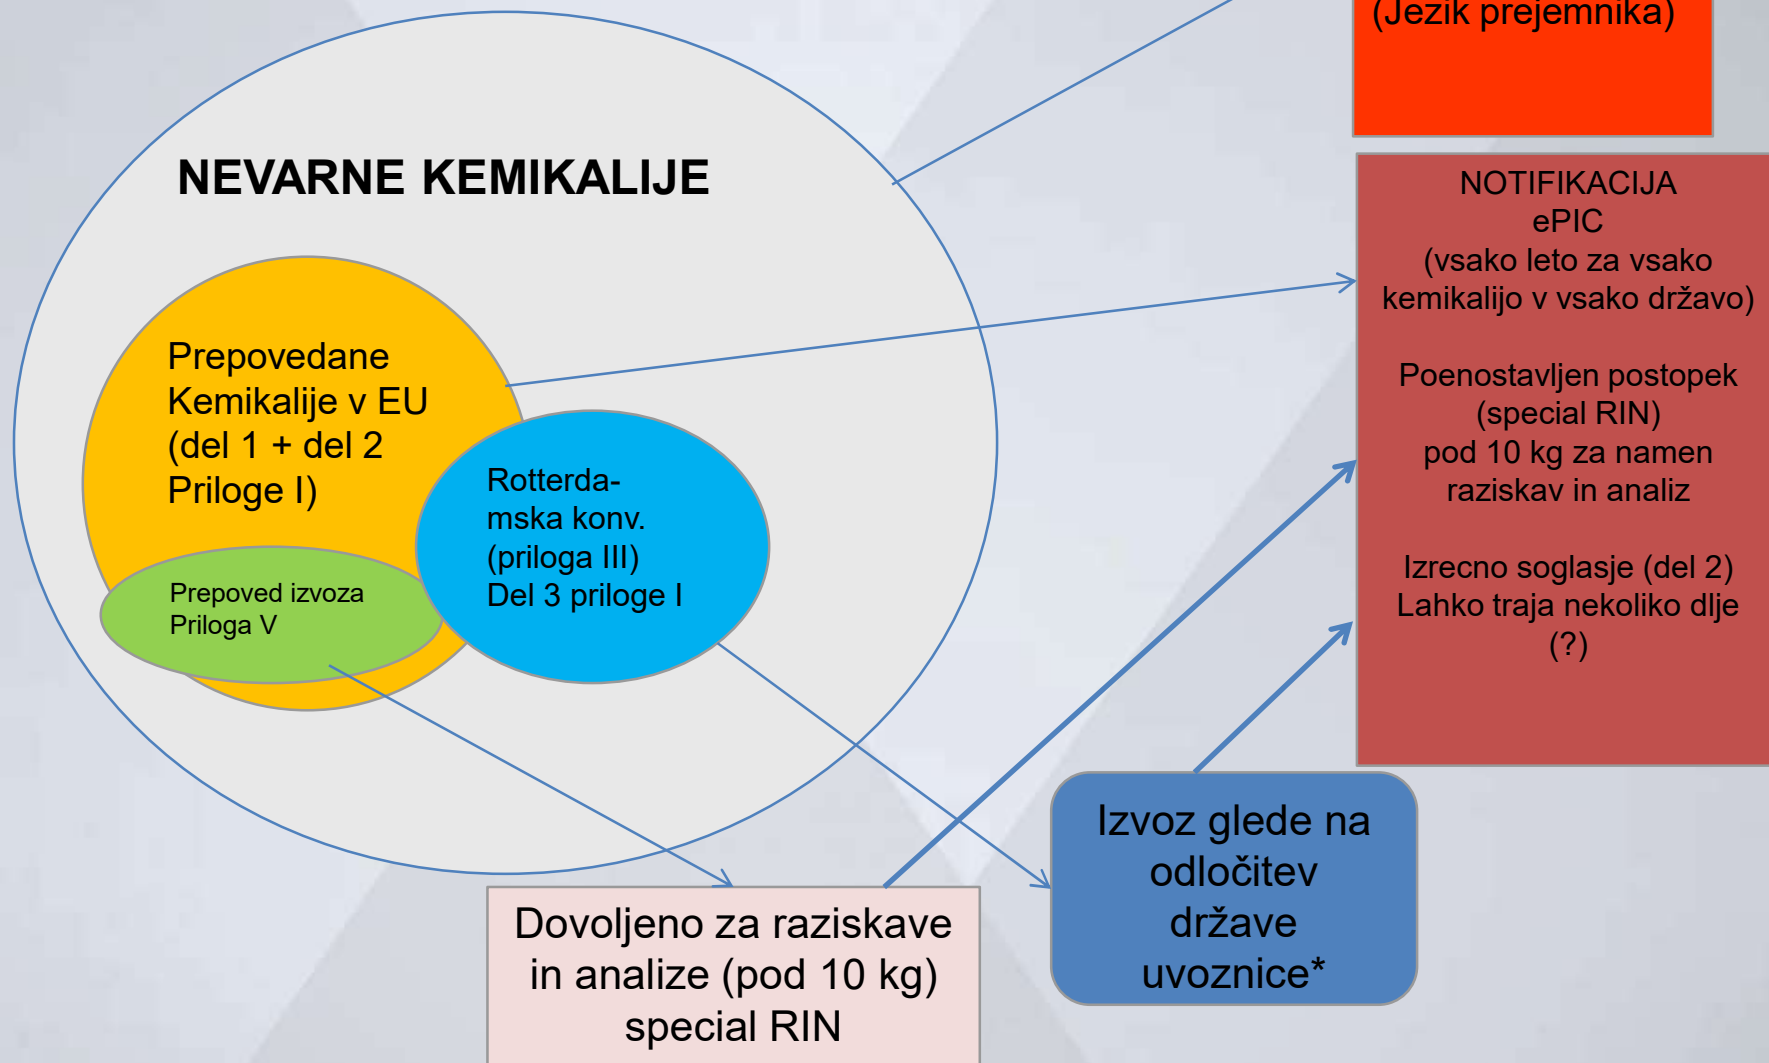 (Jezik prejemnika)
NEVARNE KEMIKALIJE
NOTIFIKACIJA
ePIC
(vsako leto za vsako
kemikalijo v vsako državo)
Poenostavljen postopek
(special RIN)
pod 10 kg za namen
raziskav in analiz
Izrecno soglasje (del 2)
Lahko traja nekoliko dlje
(?)
Prepovedane
Kemikalije v EU
(del 1 + del 2
Priloge I)
Rotterda-
mska konv.
(priloga III)
Del 3 priloge I
Prepoved izvoza
Priloga V
Izvoz glede na
odločitev
države
uvoznice*
Dovoljeno za raziskave
in analize (pod 10 kg)
special RIN